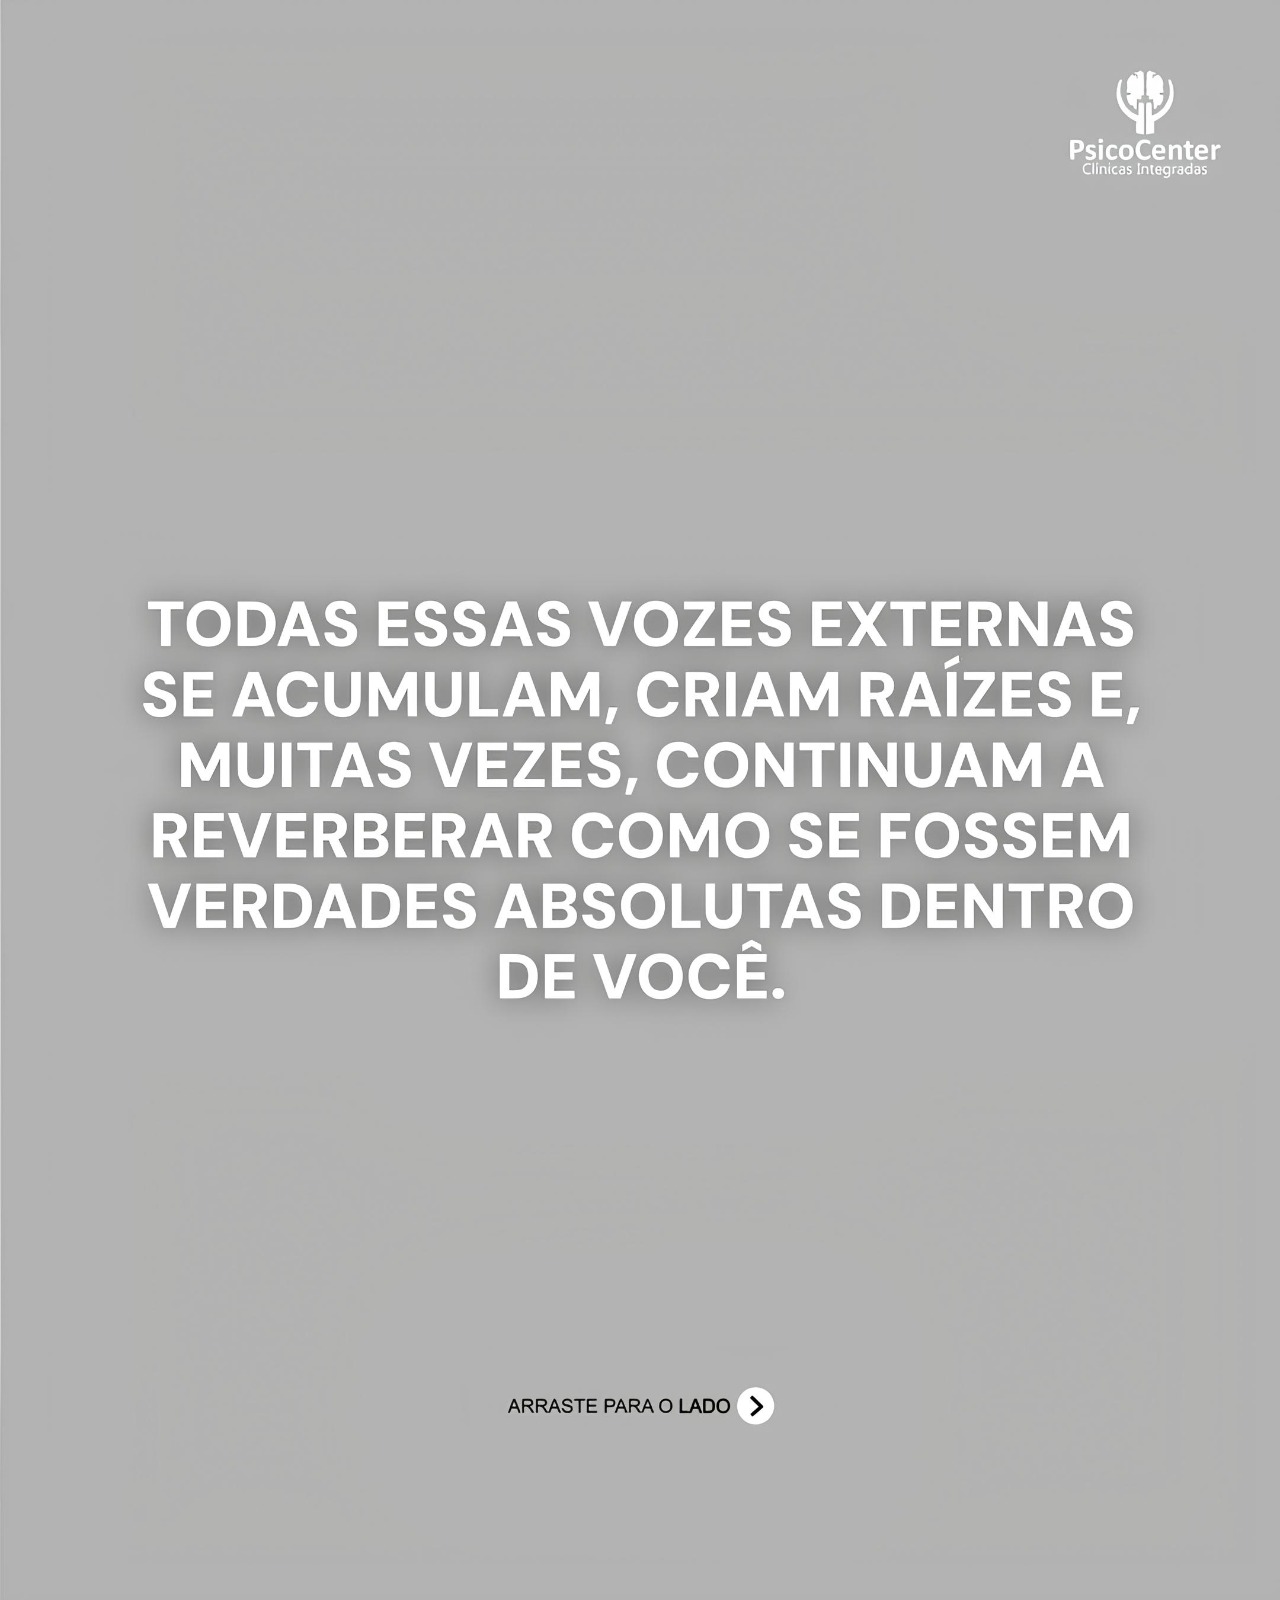 PsicoCenter
Clínicas Integradas
TODAS ESSAS VOZES EXTERNAS
SE ACUMULAM, CRIAM RAÍZES E,
MUITAS VEZES, CONTINUAM A
REVERBERAR COMO SE FOSSEM
VERDADES ABSOLUTAS DENTRO
DE VOCÊ.
ARRASTE PARA O LADO